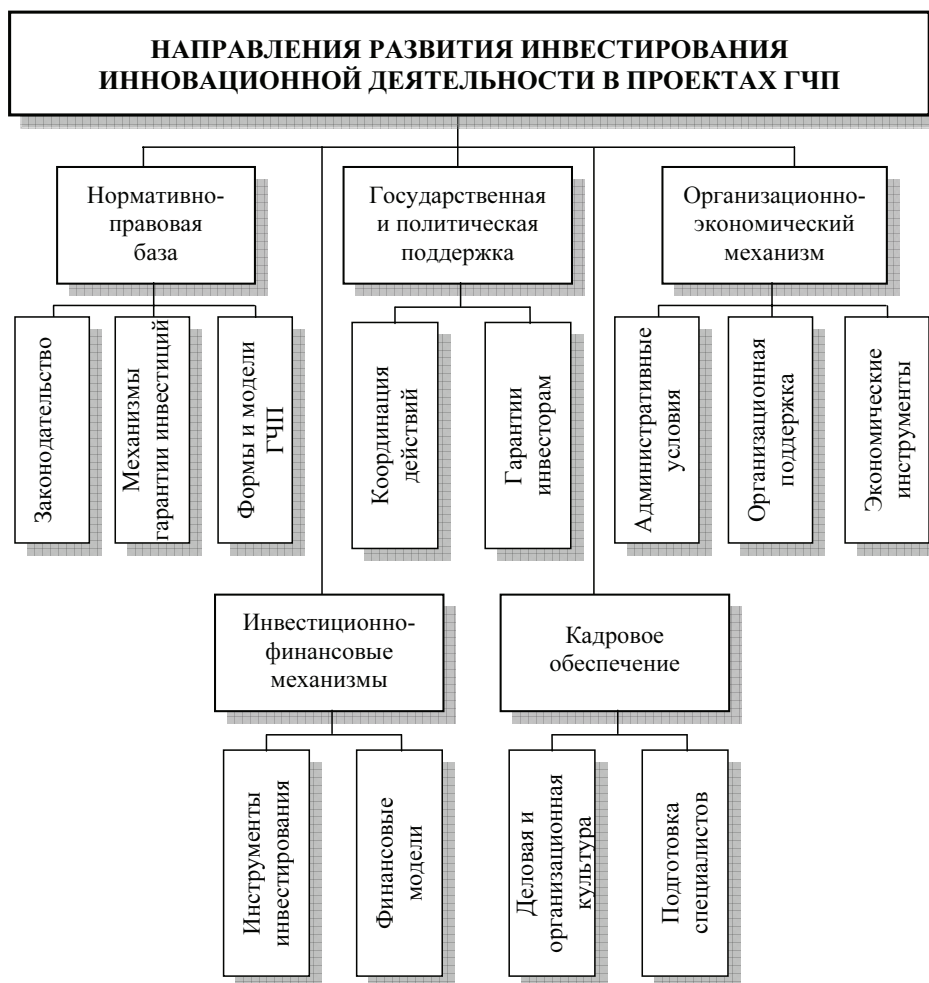 НАПРАВЛЕНИЯ РАЗВИТИЯ ИНВЕСТИРОВАНИЯ
ИННОВАЦИОННОЙ ДЕЯТЕЛЬНОСТИ В ПРОЕКТАХ ГЧП
Нормативно-
правовая
база
Государственная
и политическая
поддержка
Организационно-
экономический
механизм
Законодательство
Механизмы
гарантии инвестиций
Формы и модели
ГЧП
Координация
действий
Гарантии
инвесторам
Административные
условия
Организационная
поддержка
Экономические
инструменты
Инвестиционно-
финансовые
механизмы
Кадровое
обеспечение
Инструменты
инвестирования
Финансовые
модели
Деловая и
организационная
культура
Подготовка
специалистов